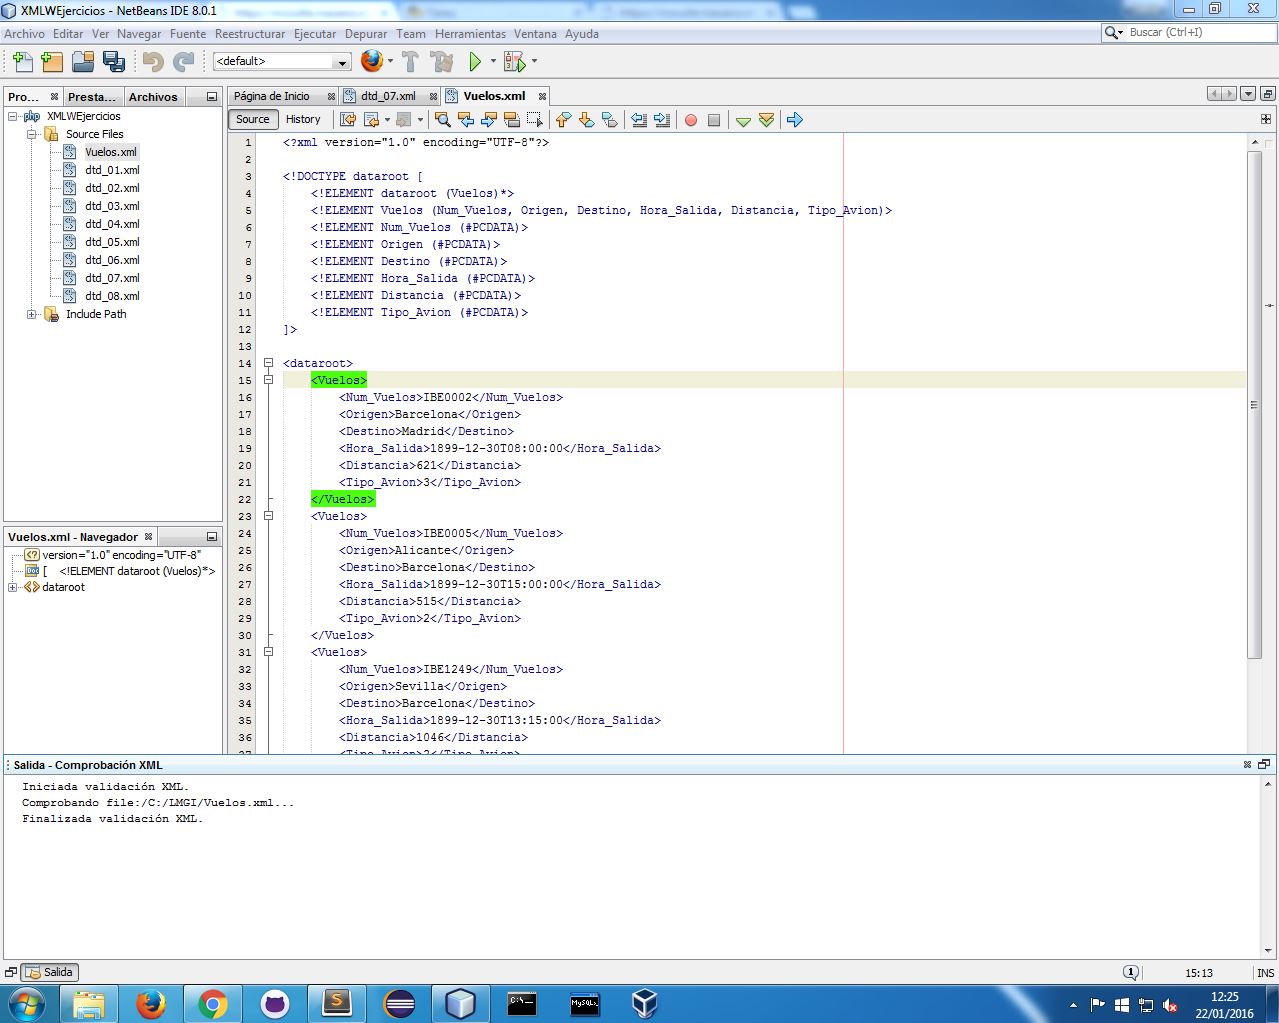 XMLWEjercicios - NetBeans IDE 8.0.1
Archivo Editar Ver Navegar Fuente Reestructurar Ejecutar Depurar Team Herramientas Ventana Ayuda
Buscar (Ctrl+I)
<default>
Pro...
Presta...
Archivos
Página de Inicio
dtd_07.xml
Vuelos.xml
Source
History
XMLWEjercicios
Source Files
Vuelos.xml
dtd_01.xml
dtd_02.xml
dtd_03.xml
dtd_04.xml
dtd_05.xml
dtd_06.xml
dtd_07.xml
dtd_08.xml
Include Path
Vuelos.xml - Navegador
version="1.0" encoding="UTF-8"
[ <!ELEMENT dataroot (Vuelos)*>
dataroot
1 <?xml version="1.0" encoding="UTF-8"?>
2
3 <!DOCTYPE dataroot [
4 <!ELEMENT dataroot (Vuelos)*>
5 <!ELEMENT Vuelos (Num_Vuelos, Origen, Destino, Hora_Salida, Distancia, Tipo_Avion)>
6 <!ELEMENT Num_Vuelos (#PCDATA)>
7 <!ELEMENT Origen (#PCDATA)>
8 <!ELEMENT Destino (#PCDATA)>
9 <!ELEMENT Hora_Salida (#PCDATA)>
10 <!ELEMENT Distancia (#PCDATA)>
11 <!ELEMENT Tipo_Avion (#PCDATA)>
12 ]>
13
14 <dataroot>
15 <Vuelos>
16 <Num_Vuelos>IBE0002</Num_Vuelos>
17 <Origen>Barcelona</Origen>
18 <Destino>Madrid</Destino>
19 <Hora_Salida>1899-12-30T08:00:00</Hora_Salida>
20 <Distancia>621</Distancia>
21 <Tipo_Avion>3</Tipo_Avion>
22 </Vuelos>
23 <Vuelos>
24 <Num_Vuelos>IBE0005</Num_Vuelos>
25 <Origen>Alicante</Origen>
26 <Destino>Barcelona</Destino>
27 <Hora_Salida>1899-12-30T15:00:00</Hora_Salida>
28 <Distancia>515</Distancia>
29 <Tipo_Avion>2</Tipo_Avion>
30 </Vuelos>
31 <Vuelos>
32 <Num_Vuelos>IBE1249</Num_Vuelos>
33 <Origen>Sevilla</Origen>
34 <Destino>Barcelona</Destino>
35 <Hora_Salida>1899-12-30T13:15:00</Hora_Salida>
36 <Distancia>1046</Distancia>
Salida - Comprobación XML
Iniciada validación XML.
Comprobando file:/C:/LMGI/Vuelos.xml...
Finalizada validación XML.
Salida
1
15:13
INS
12:25
22/01/2016